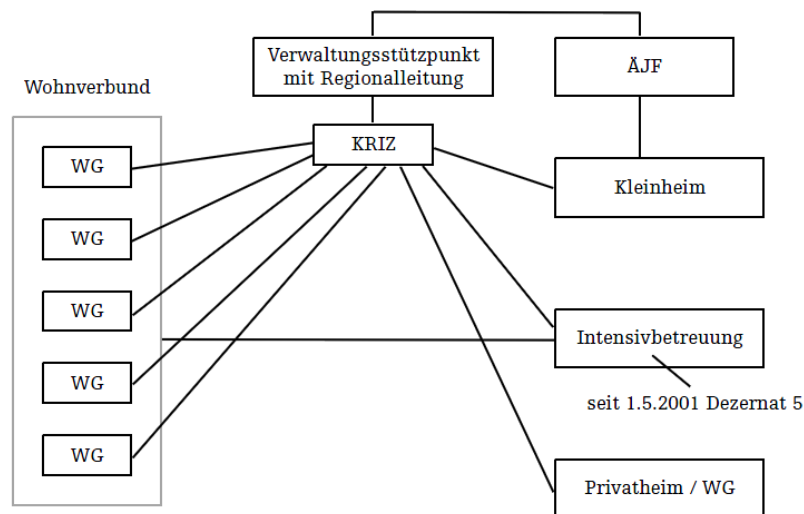 Verwaltungsstützpunkt
mit Regionalleitung
ÄJF
Wohnverbund
KRIZ
WG
Kleinheim
WG
WG
Intensivbetreuung
WG
seit 1.5.2001 Dezernat 5
WG
Privatheim / WG